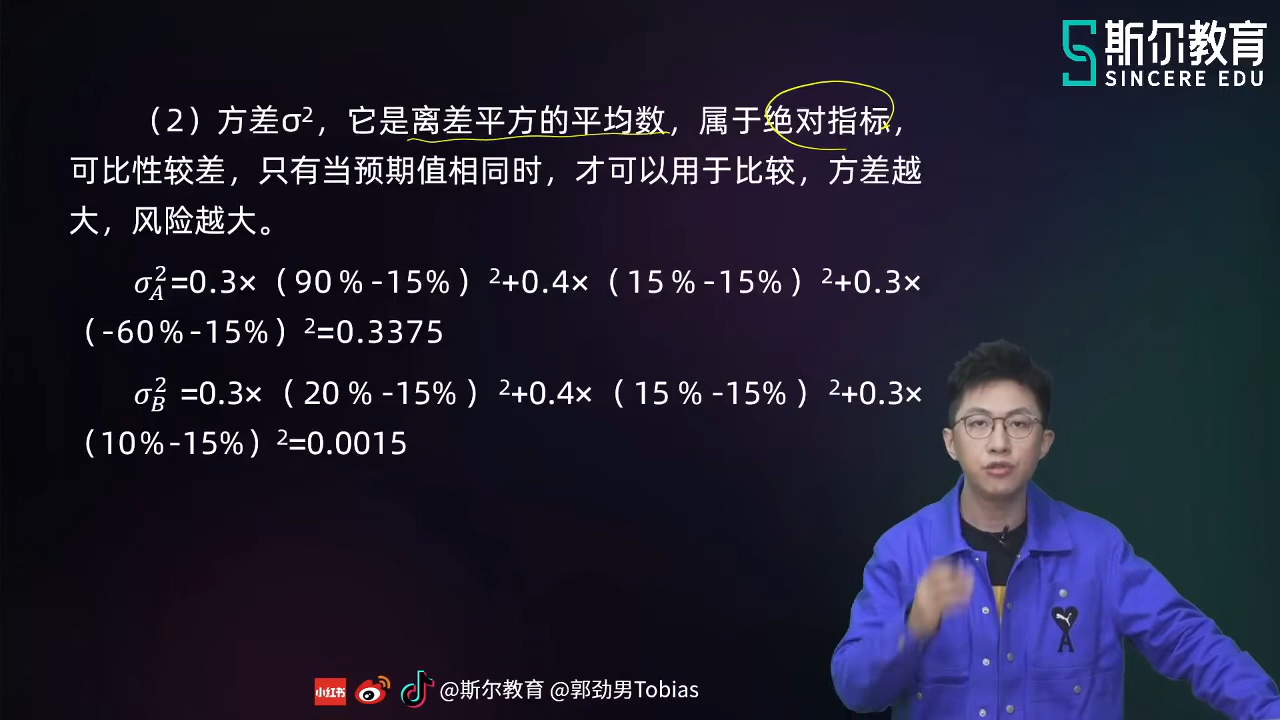 斯尔教育
SINCERE EDU
（2）方差σ²，它是离差平方的平均数，属于绝对指标，
可比性较差，只有当预期值相同时，才可以用于比较，方差越
大，风险越大。
σ_A^2=0.3×（90%-15%）²+0.4×（15%-15%）²+0.3×
（-60%-15%）²=0.3375
σ_B^2 =0.3×（20%-15%）²+0.4×（15%-15%）²+0.3×
（10%-15%）²=0.0015
小红书 @斯尔教育 @郭劲男Tobias